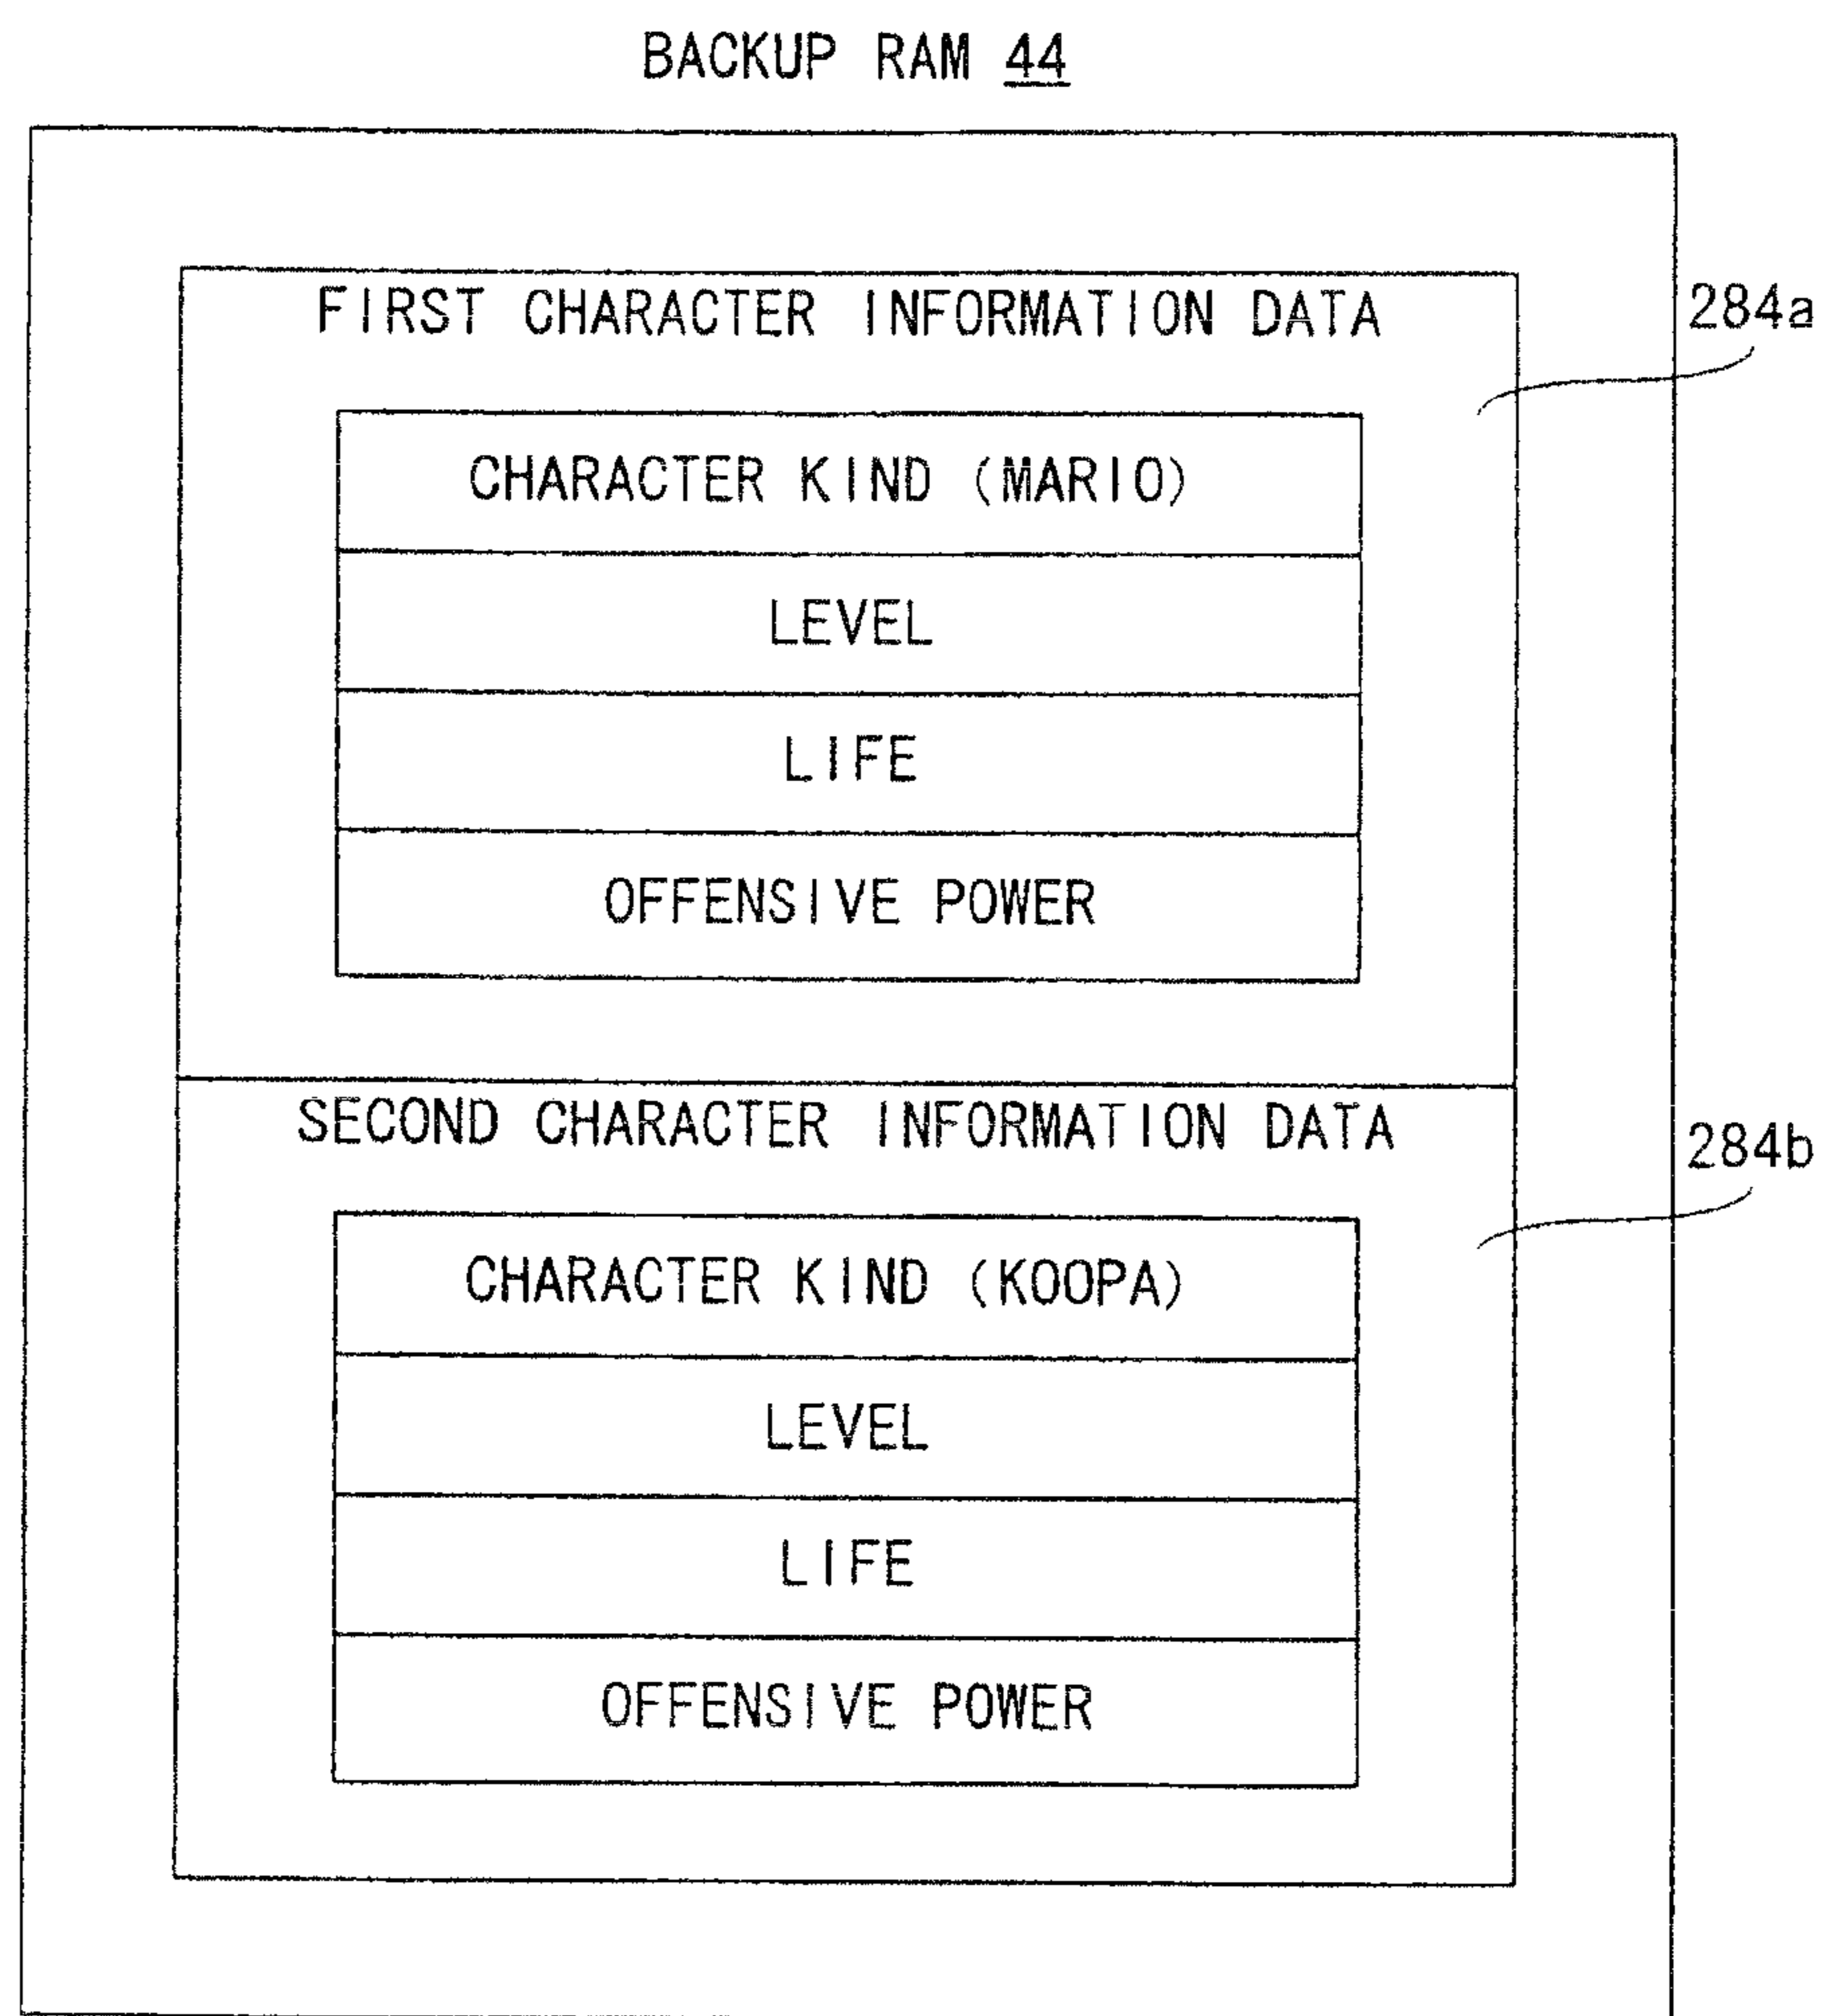 BACKUP RAM 44
FIRST CHARACTER INFORMATION DATA
284a
CHARACTER KIND (MARIO)
LEVEL
LIFE
OFFENSIVE POWER
SECOND CHARACTER INFORMATION DATA
284b
CHARACTER KIND (KOOPA)
LEVEL
LIFE
OFFENSIVE POWER